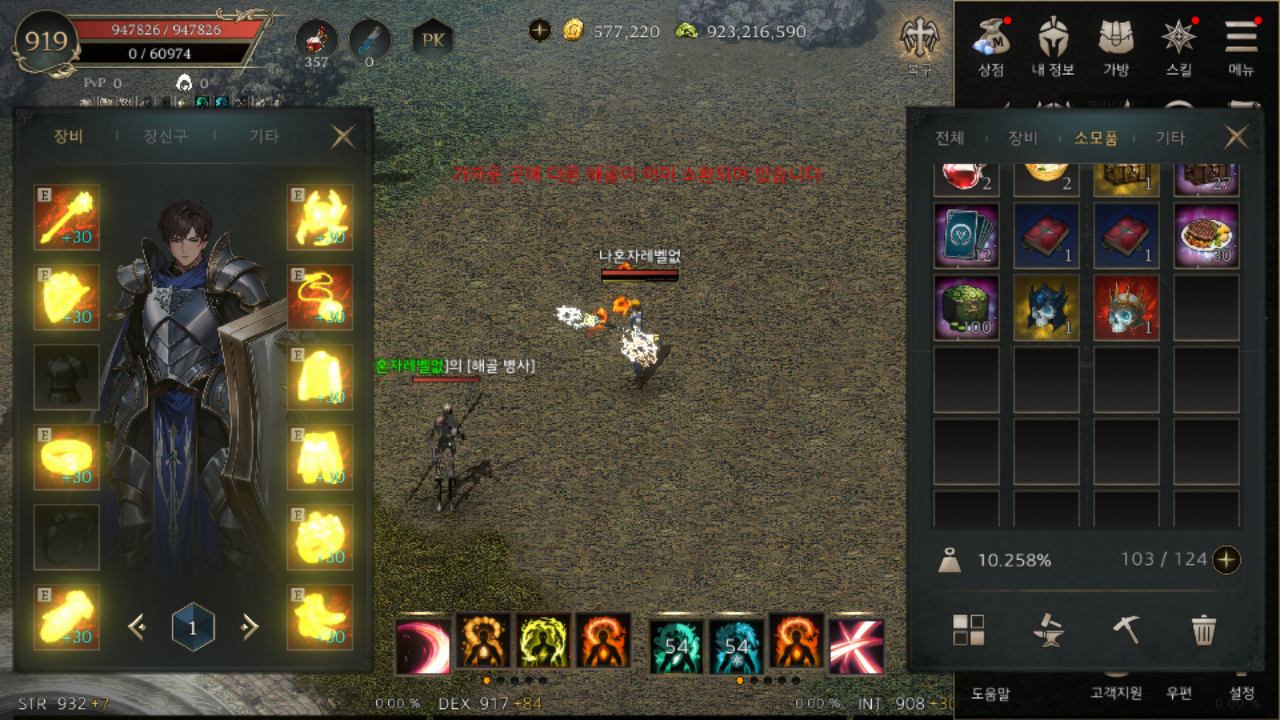 919
947826 / 947826
0 / 60974
357
0
PK
577,220
923,216,590
복구
상점
내 정보
가방
스킬
메뉴
PvP 0
0
장비
장신구
기타
전체
장비
소모품
기타
가까운 곳에 다른 해골이 이미 소환되어 있습니다.
나혼자레벨없
혼자레벨없]의 [해골 병사]
E
+30
E
+30
E
+30
E
+30
E
+30
E
+30
E
+30
E
+30
E
+30
E
+30
2
2
1
27
12
1
1
30
100
1
1
1
54
54
10.258%
103 / 124
STR 932 +7
0.00 %
DEX 917 +84
0.00 %
INT 908 +30
도움말
고객지원
우편
설정